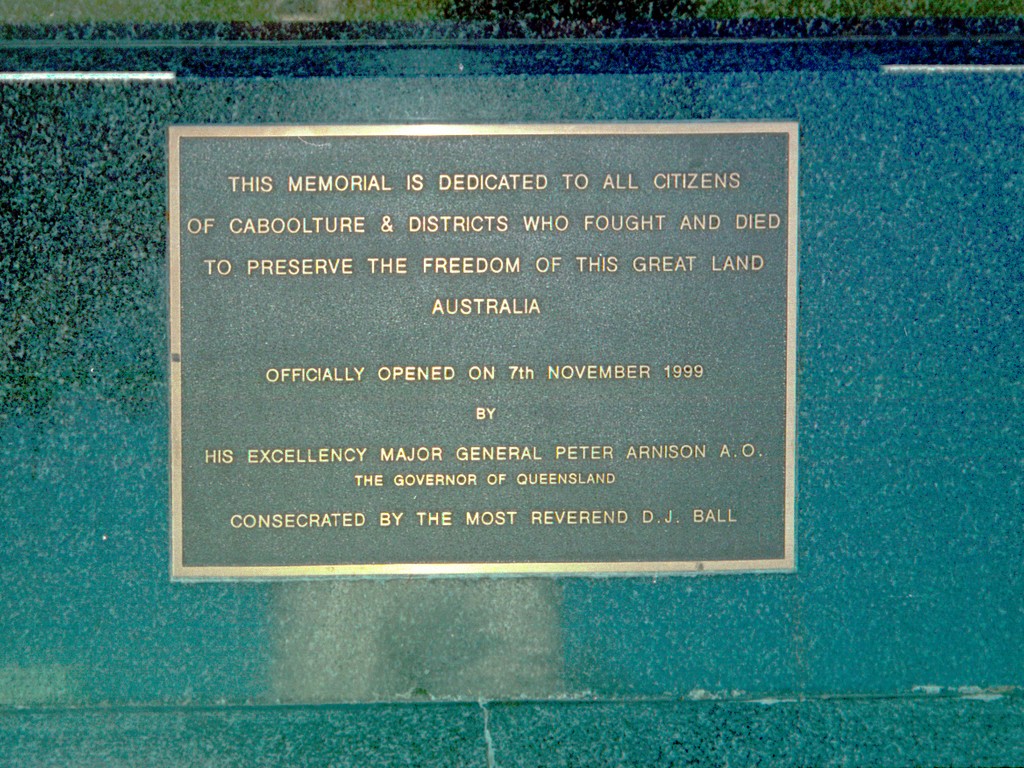 THIS MEMORIAL IS DEDICATED TO ALL CITIZENS
OF CABOOLTURE & DISTRICTS WHO FOUGHT AND DIED
TO PRESERVE THE FREEDOM OF THIS GREAT LAND
AUSTRALIA
OFFICIALLY OPENED ON 7th NOVEMBER 1999
BY
HIS EXCELLENCY MAJOR GENERAL PETER ARNISON A.O.
THE GOVERNOR OF QUEENSLAND
CONSECRATED BY THE MOST REVEREND D.J. BALL